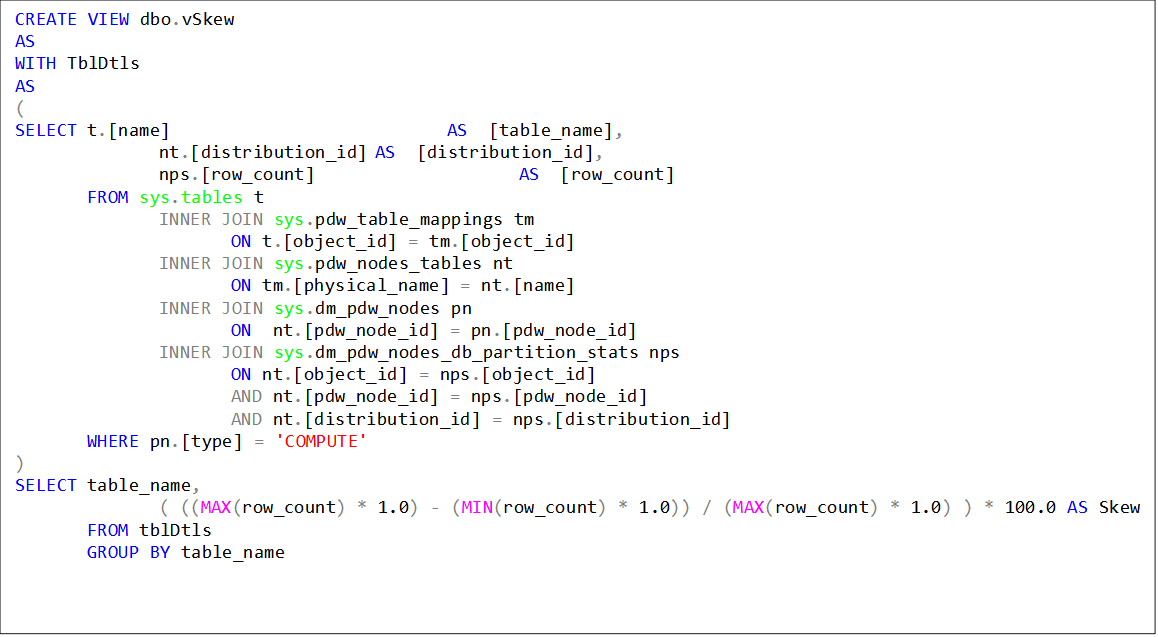 CREATE VIEW dbo.vSkew
AS
WITH TblDtls
AS
(
SELECT t.[name] AS [table_name],
nt.[distribution_id] AS [distribution_id],
nps.[row_count] AS [row_count]
FROM sys.tables t
INNER JOIN sys.pdw_table_mappings tm
ON t.[object_id] = tm.[object_id]
INNER JOIN sys.pdw_nodes_tables nt
ON tm.[physical_name] = nt.[name]
INNER JOIN sys.dm_pdw_nodes pn
ON nt.[pdw_node_id] = pn.[pdw_node_id]
INNER JOIN sys.dm_pdw_nodes_db_partition_stats nps
ON nt.[object_id] = nps.[object_id]
AND nt.[pdw_node_id] = nps.[pdw_node_id]
AND nt.[distribution_id] = nps.[distribution_id]
WHERE pn.[type] = 'COMPUTE'
)
SELECT table_name,
( ((MAX(row_count) * 1.0) - (MIN(row_count) * 1.0)) / (MAX(row_count) * 1.0) ) * 100.0 AS Skew
FROM tblDtls
GROUP BY table_name